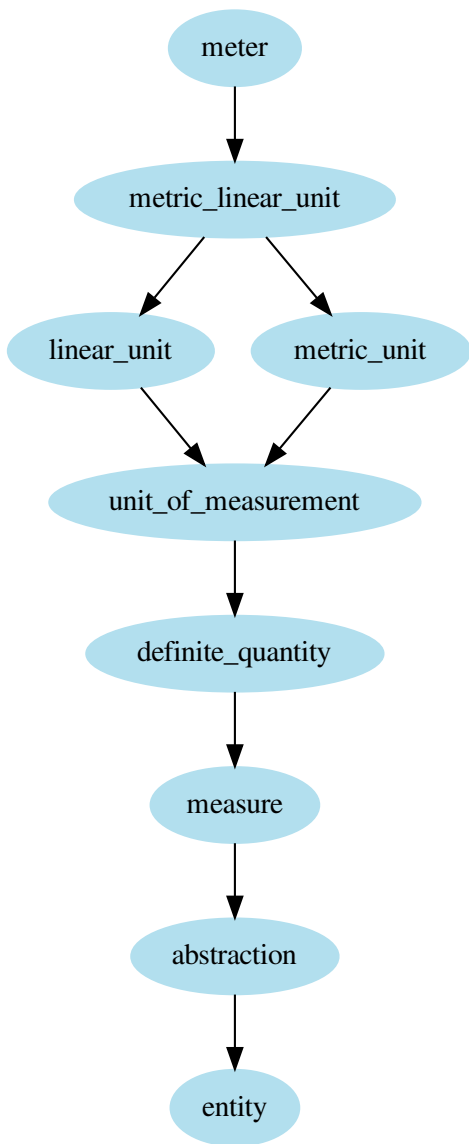 meter
metric_linear_unit
linear_unit
metric_unit
unit_of_measurement
definite_quantity
measure
abstraction
entity